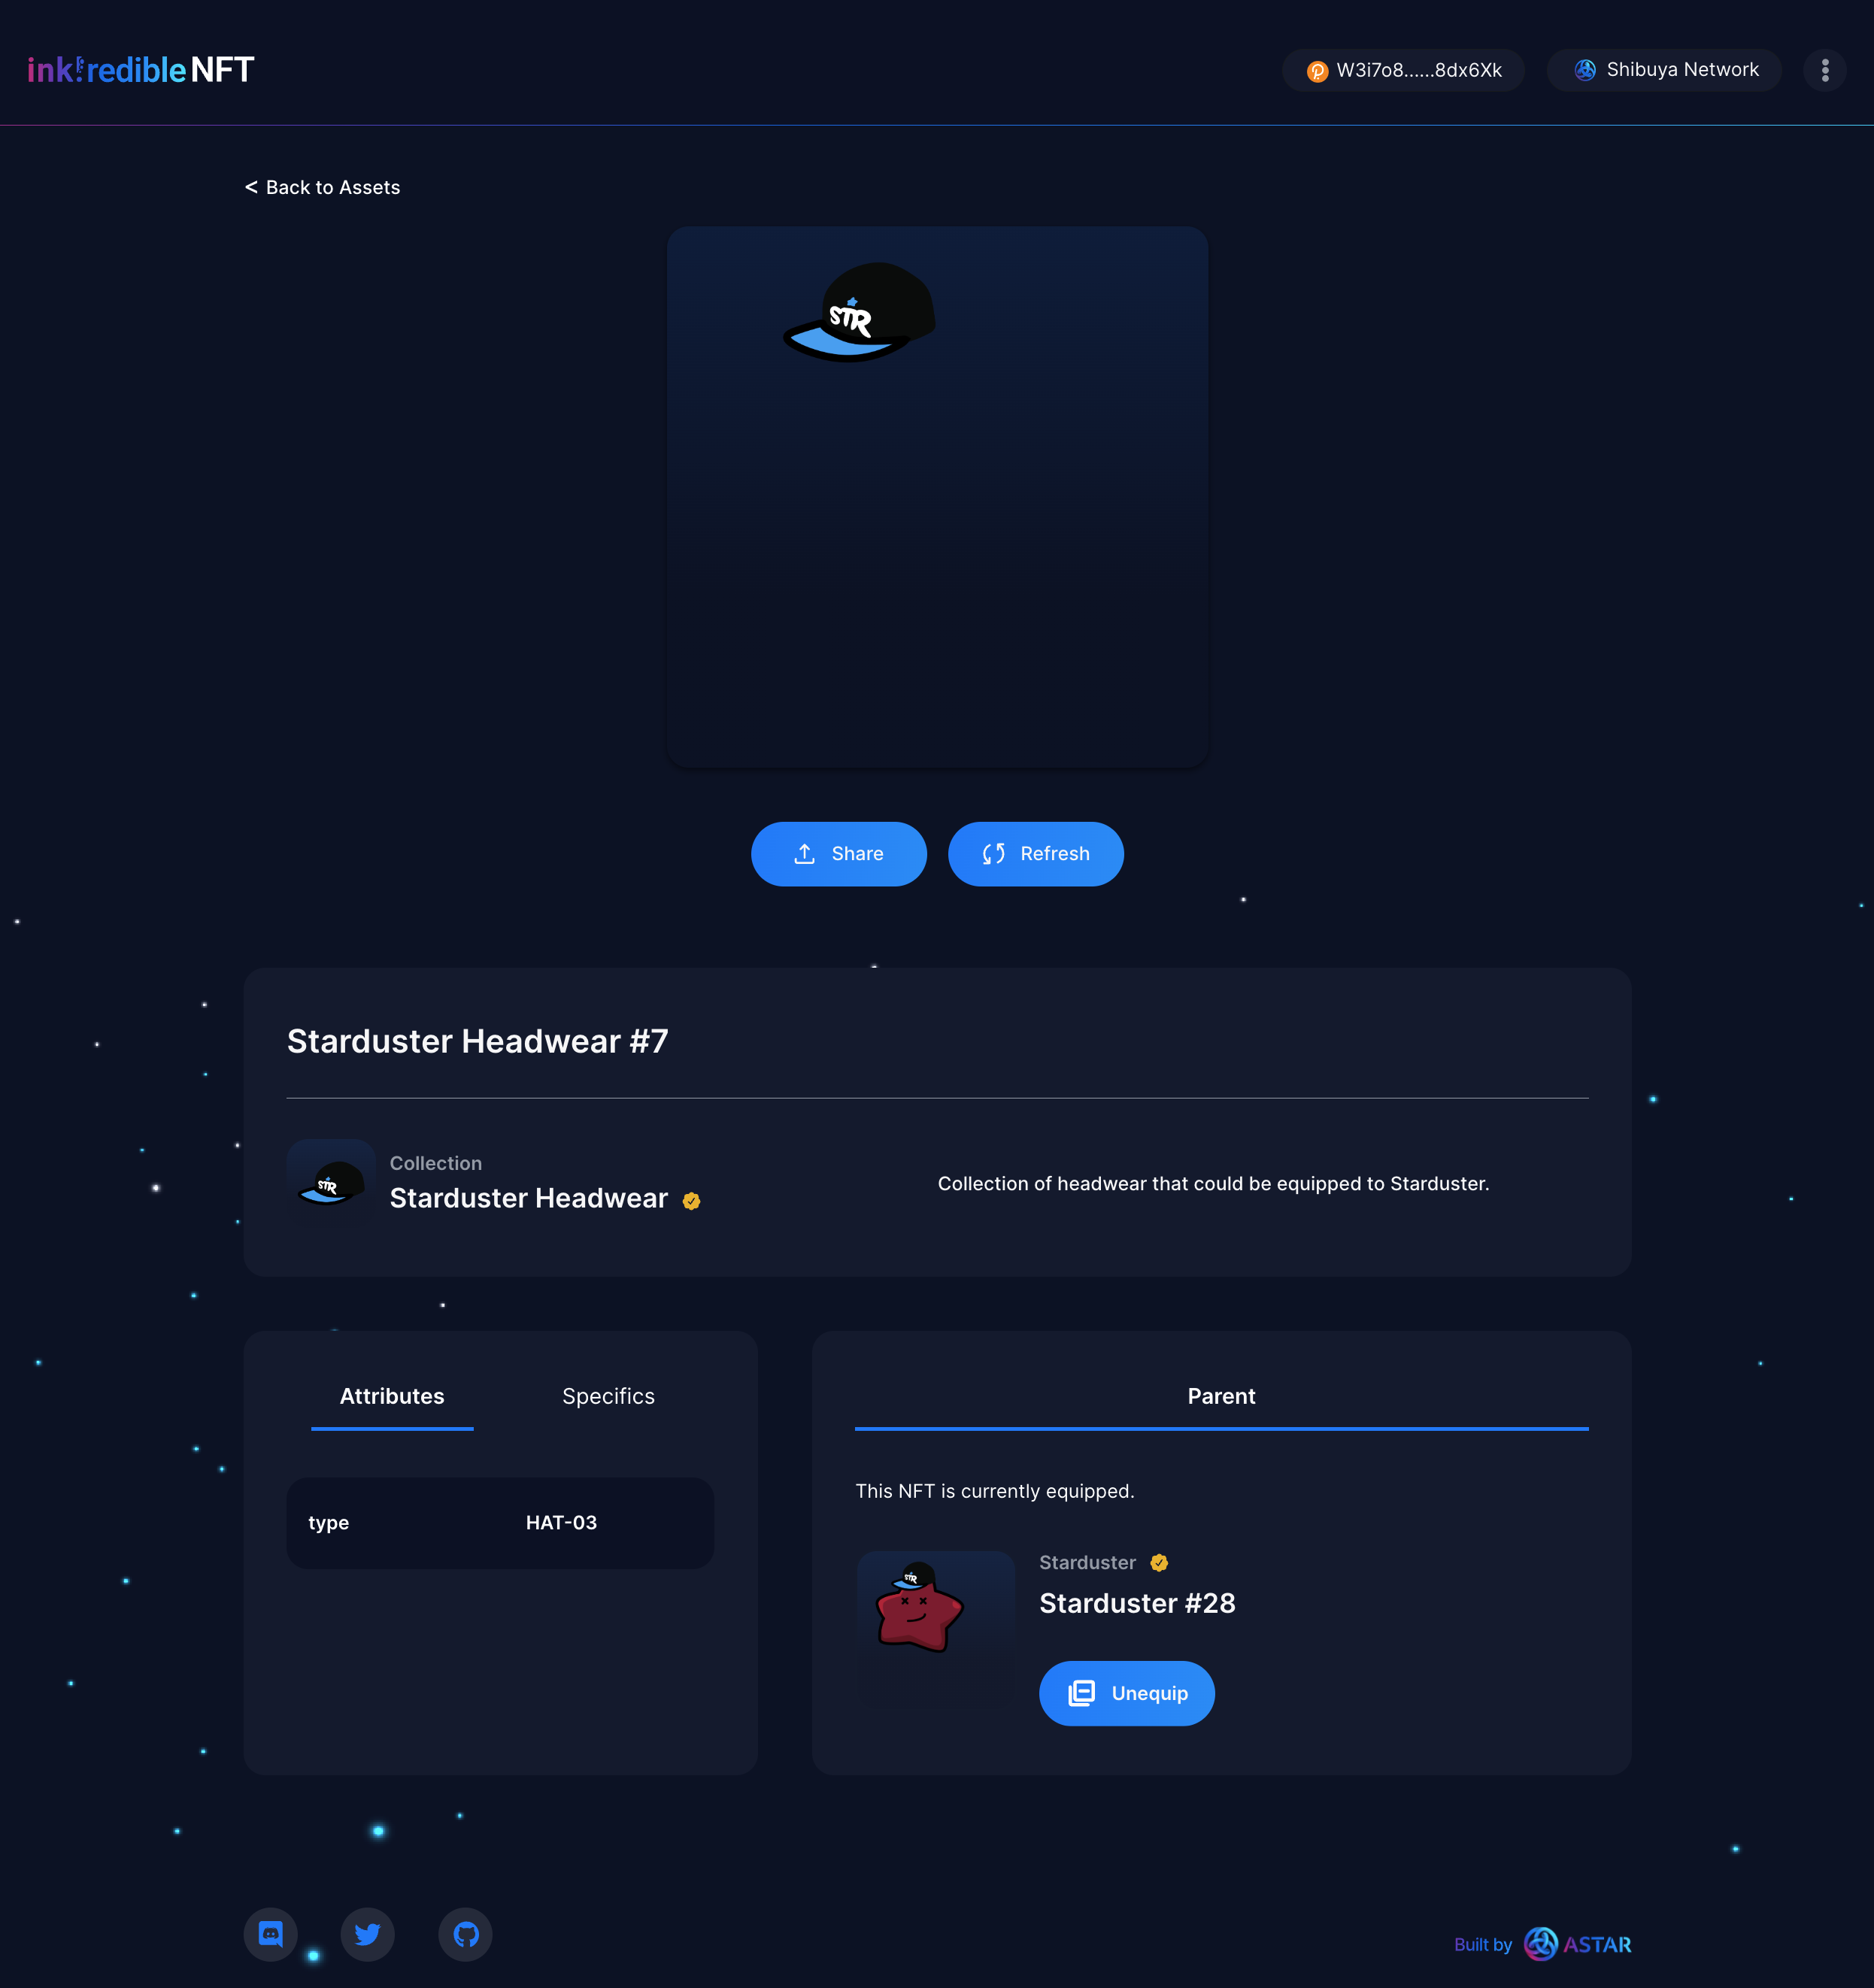 ink!redible NFT
W3i7o8......8dx6Xk
Shibuya Network
< Back to Assets
STR
Share
Refresh
Starduster Headwear #7
STR
Collection
Starduster Headwear
Collection of headwear that could be equipped to Starduster.
Attributes
Specifics
Parent
type
HAT-03
This NFT is currently equipped.
STR
Starduster
Starduster #28
Unequip
Built by ASTAR